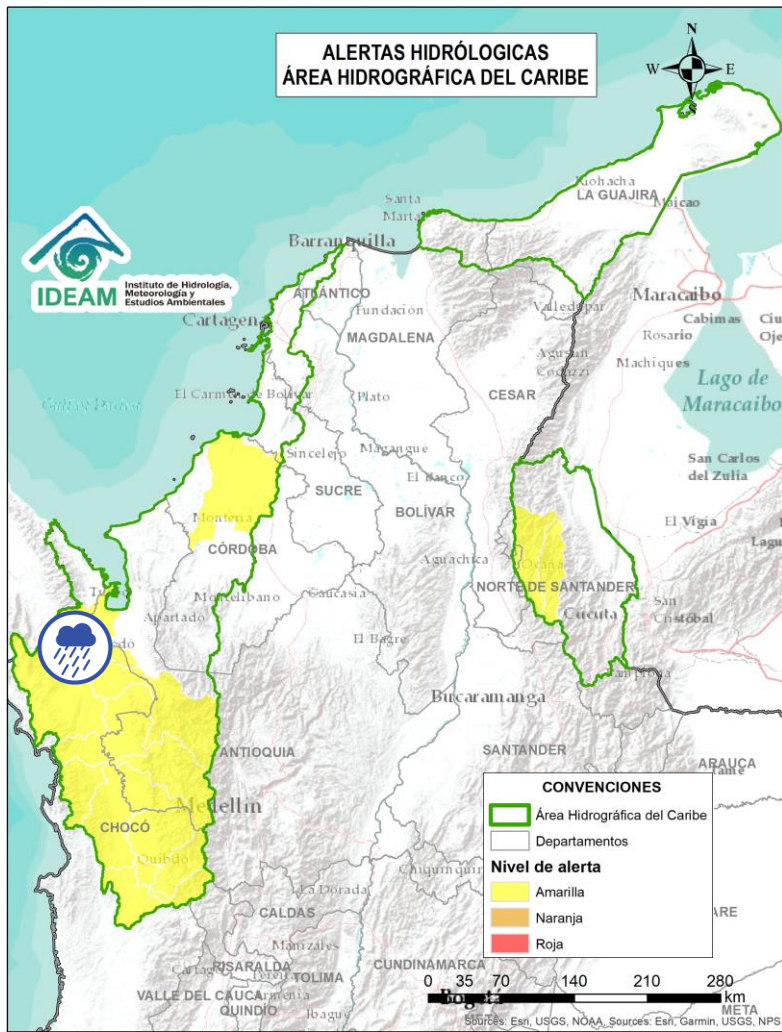 ALERTAS HIDRÓLOGICAS
ÁREA HIDROGRÁFICA DEL CARIBE
N
W
E
S
Riohacha
LA GUAJIRA
Maicao
Santa
Marta
Barranquilla
IDEAM
Instituto de Hidrología,
Meteorología y
Estudios Ambientales
ATLÁNTICO
Maracaibo
Cartagena
Fundación
Valledupar
Cabimas
MAGDALENA
Rosario
Agustín
Codazzi
Machiques
CESAR
Lago de
Maracaibo
El Carmen de Bolívar
Plato
Sincelejo
Magangue
San Carlos
del Zulia
El Banco
SUCRE
BOLÍVAR
Montería
El Vigia
CÓRDOBA
Aguachica
Ocaña
NORTE DE SANTANDER
Montelibano
Caucasia
Apartado
Cucuta
San
Cristóbal
El Bagre
Pamplona
Bucaramanga
ANTIOQUIA
SANTANDER
ARAUCA
Medellín
CHOCÓ
Quibdó
CONVENCIONES
Área Hidrográfica del Caribe
Departamentos
Nivel de alerta
Amarilla
Naranja
Roja
La Dorada
CALDAS
Manizales
RISARALDA
TOLIMA
CUNDINAMARCA
VALLE DEL CAUCA
Armenia
QUINDÍO
Ibague
0 35 70 140 210 280
km
Bogotá
META
META
Sources: Esri, USGS, NOAA, Sources: Esri, Garmin, USGS, NPS